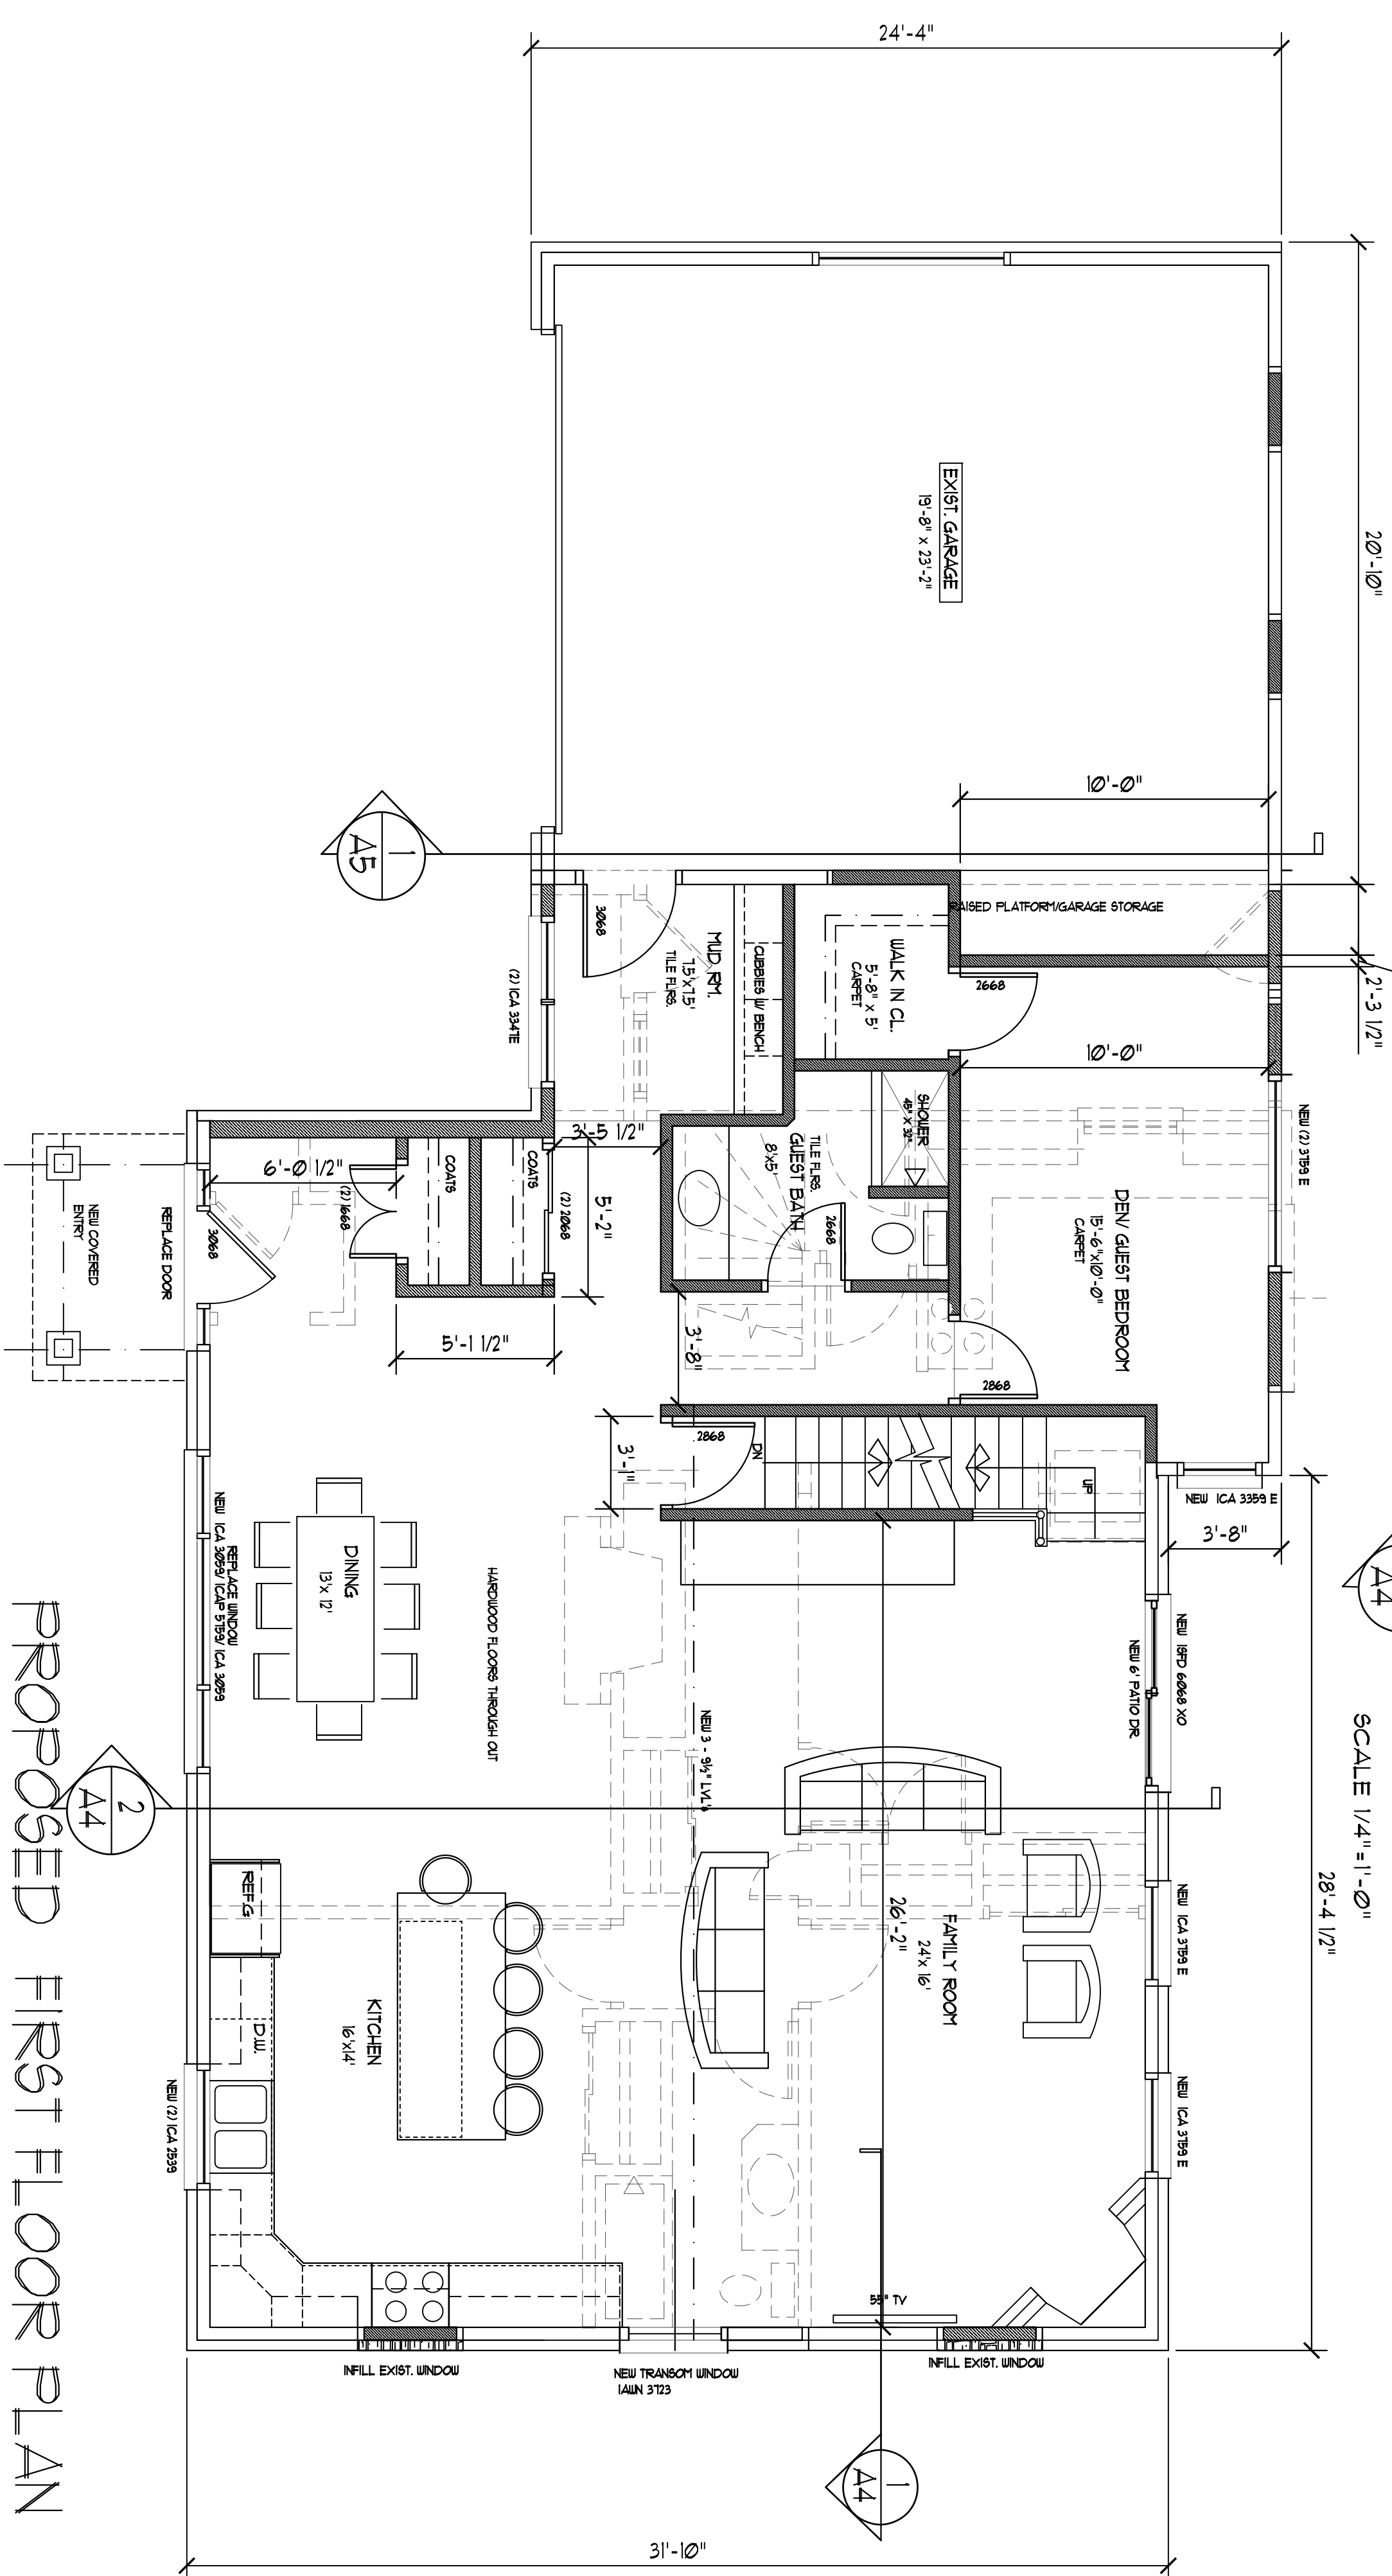 24'-4"
20'-10"
EXIST. GARAGE
19'-8" x 23'-2"
10'-0"
1
A5
RAISED PLATFORM/GARAGE STORAGE
2'-3 1/2"
3068
MUD RM.
7.5'x7.5'
TILE FLRS.
CUBBIES W/ BENCH
WALK IN CL.
5'-8" x 5'
CARPET
2668
10'-0"
(2) ICA 3347E
NEW (2) 3759 E
3'-5 1/2"
SHOWER
48" X 32"
TILE FLRS.
GUEST BATH
8'x5'
2668
6'-0 1/2"
COATS
COATS
(2) 1668
(2) 2068
5'-2"
DEN/ GUEST BEDROOM
15'-6"x10'-0"
CARPET
NEW COVERED
ENTRY
REPLACE DOOR
3068
5'-1 1/2"
3'-8"
2868
2868
DN
UP
3'-1"
NEW ICA 3359 E
3'-8"
A4
NEW ICA 3059/ ICAP 5759/ ICA 3059
REPLACE WINDOW
DINING
13'x 12'
HARDWOOD FLOORS THROUGH OUT
NEW 3 - 9½" LVL's
NEW 6' PATIO DR
NEW ISFD 6068 XO
SCALE 1/4"=1'-0"
28'-4 1/2"
2
A4
REF.G
D.W.
KITCHEN
16'x14'
26'-2"
FAMILY ROOM
24'x 16'
NEW ICA 3759 E
NEW ICA 3759 E
NEW (2) ICA 2539
55" TV
INFILL EXIST. WINDOW
NEW TRANSOM WINDOW
IAWN 3723
INFILL EXIST. WINDOW
1
A4
31'-10"
PROPOSED FIRST FLOOR PLAN